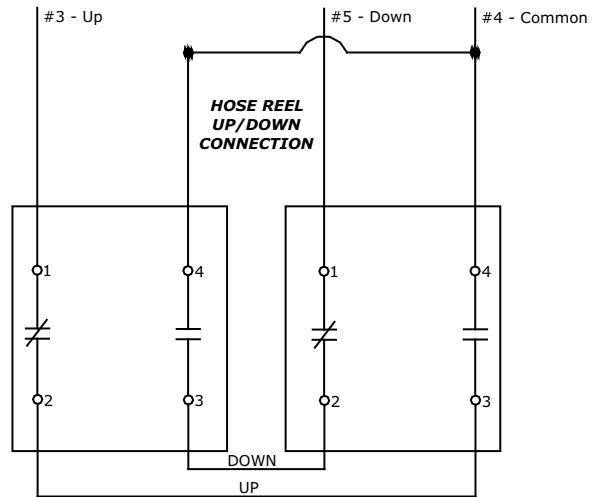 #3 - Up
#5 - Down
#4 - Common
HOSE REEL
UP/DOWN
CONNECTION
1
4
1
4
2
3
2
3
DOWN
UP